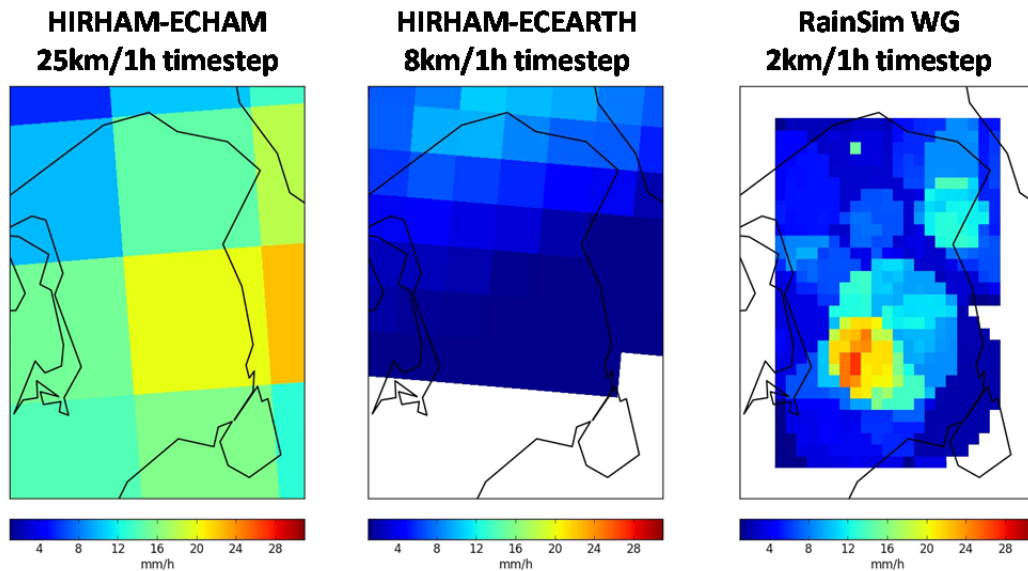 HIRHAM-ECHAM
25km/1h timestep
HIRHAM-ECEARTH
8km/1h timestep
RainSim WG
2km/1h timestep
4 8 12 16 20 24 28
mm/h
4 8 12 16 20 24 28
mm/h
4 8 12 16 20 24 28
mm/h